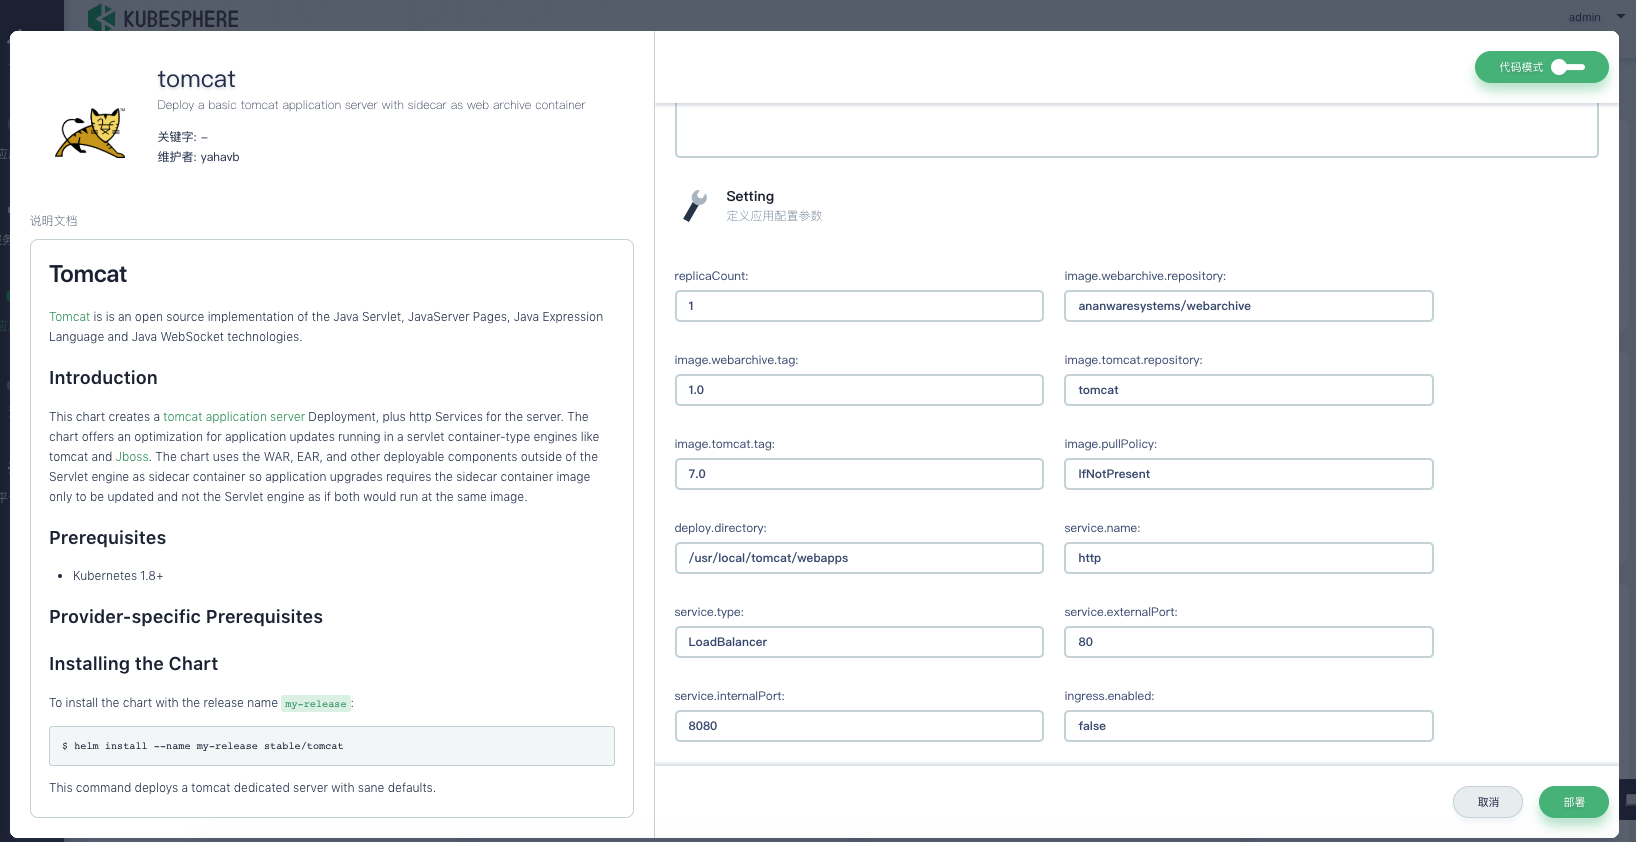 KUBESPHERE
admin
tomcat
Deploy a basic tomcat application server with sidecar as web archive container
关键字: –
维护者: yahavb
说明文档
Tomcat
Tomcat is is an open source implementation of the Java Servlet, JavaServer Pages, Java Expression
Language and Java WebSocket technologies.
Introduction
This chart creates a tomcat application server Deployment, plus http Services for the server. The
chart offers an optimization for application updates running in a servlet container-type engines like
tomcat and Jboss. The chart uses the WAR, EAR, and other deployable components outside of the
Servlet engine as sidecar container so application upgrades requires the sidecar container image
only to be updated and not the Servlet engine as if both would run at the same image.
Prerequisites
• Kubernetes 1.8+
Provider-specific Prerequisites
Installing the Chart
To install the chart with the release name my-release:
$ helm install --name my-release stable/tomcat
This command deploys a tomcat dedicated server with sane defaults.
代码模式
Setting
定义应用配置参数
replicaCount:
1
image.webarchive.repository:
ananwaresystems/webarchive
image.webarchive.tag:
1.0
image.tomcat.repository:
tomcat
image.tomcat.tag:
7.0
image.pullPolicy:
IfNotPresent
deploy.directory:
/usr/local/tomcat/webapps
service.name:
http
service.type:
LoadBalancer
service.externalPort:
80
service.internalPort:
8080
ingress.enabled:
false
取消
部署